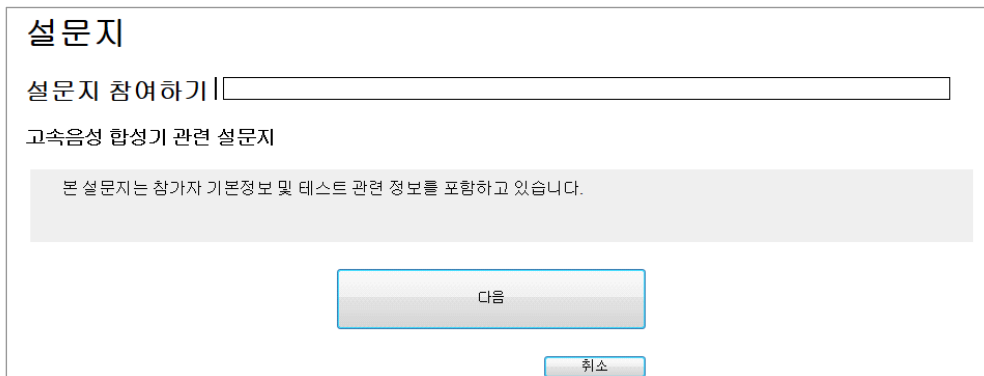 설문지
설문지 참여하기
고속음성 합성기 관련 설문지
본 설문지는 참가자 기본정보 및 테스트 관련 정보를 포함하고 있습니다.
다음
취소